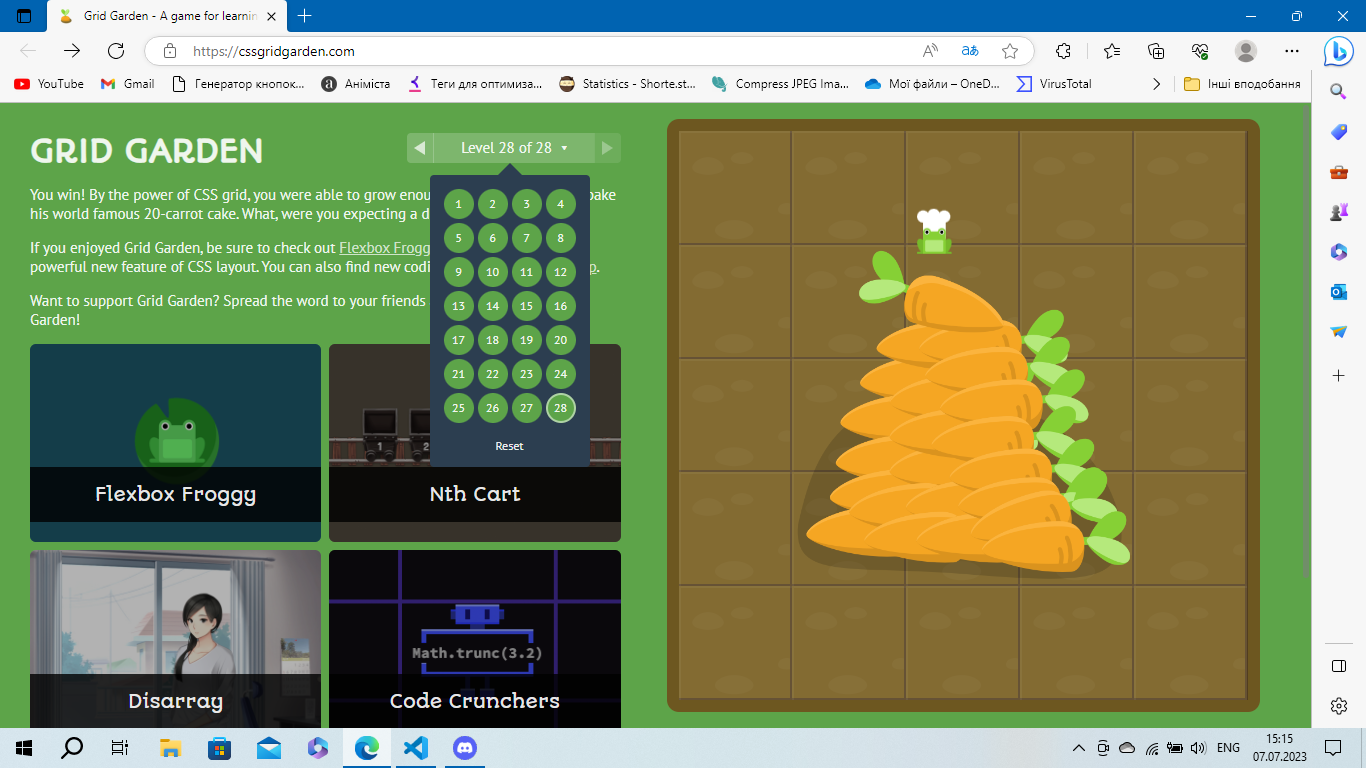 Grid Garden - A game for learnin
https://cssgridgarden.com
YouTube
Gmail
Генератор кнопок...
Аніміста
Теги для оптимиза...
Statistics - Shorte.st...
Compress JPEG Ima...
Мої файли – OneD...
VirusTotal
Інші вподобання
GRID GARDEN
Level 28 of 28
You win! By the power of CSS grid, you were able to grow enou bake
his world famous 20-carrot cake. What, were you expecting a d
If you enjoyed Grid Garden, be sure to check out Flexbox Frogg
powerful new feature of CSS layout. You can also find new codi p.
Want to support Grid Garden? Spread the word to your friends
Garden!
1 2 3 4
5 6 7 8
9 10 11 12
13 14 15 16
17 18 19 20
21 22 23 24
25 26 27 28
Reset
1 2
Flexbox Froggy
Nth Cart
Math.trunc(3.2)
Disarray
Code Crunchers
ENG
15:15
07.07.2023